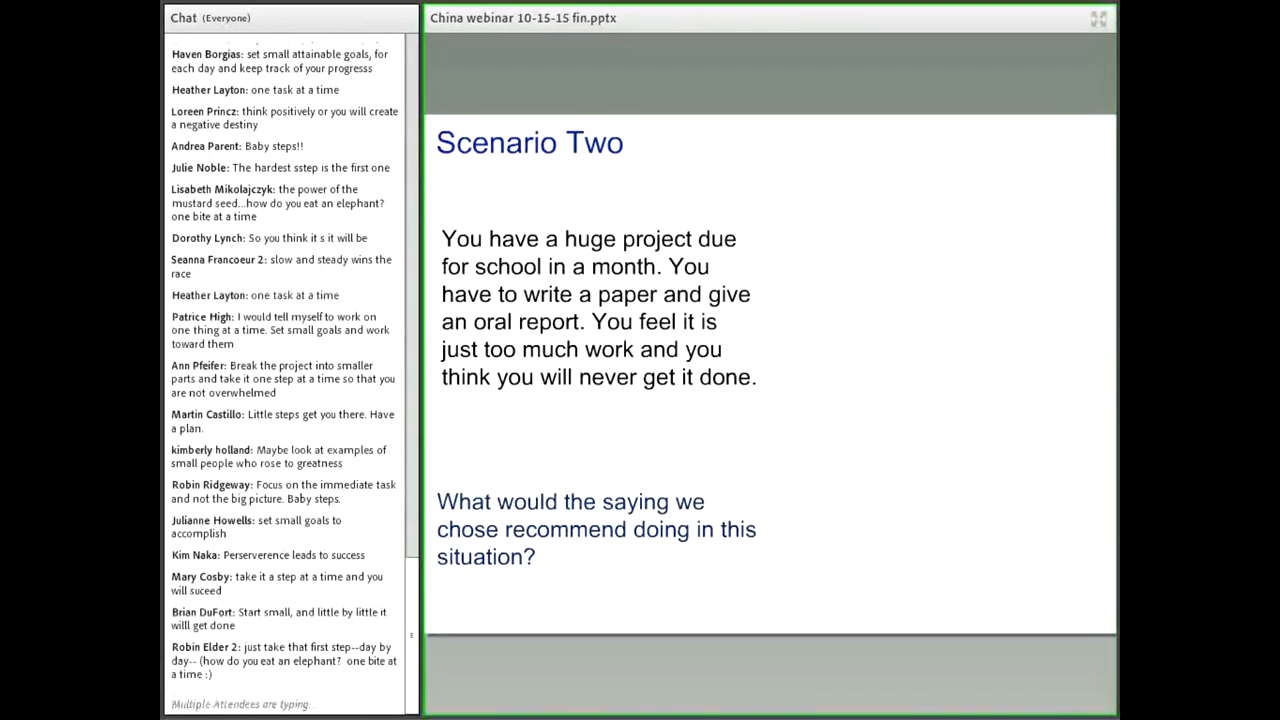 Chat (Everyone)
Haven Borgias: set small attainable goals, for
each day and keep track of your progresss
Heather Layton: one task at a time
Loreen Princz: think positively or you will create
a negative destiny
Andrea Parent: Baby steps!!
Julie Noble: The hardest sstep is the first one
Lisabeth Mikolajczyk: the power of the
mustard seed...how do you eat an elephant?
one bite at a time
Dorothy Lynch: So you think it s it will be
Seanna Francoeur 2: slow and steady wins the
race
Heather Layton: one task at a time
Patrice High: I would tell myself to work on
one thing at a time. Set small goals and work
toward them
Ann Pfeifer: Break the project into smaller
parts and take it one step at a time so that you
are not overwhelmed
Martin Castillo: Little steps get you there. Have
a plan.
kimberly holland: Maybe look at examples of
small people who rose to greatness
Robin Ridgeway: Focus on the immediate task
and not the big picture. Baby steps.
Julianne Howells: set small goals to
accomplish
Kim Naka: Perserverence leads to success
Mary Cosby: take it a step at a time and you
will suceed
Brian DuFort: Start small, and little by little it
willl get done
Robin Elder 2: just take that first step--day by
day-- (how do you eat an elephant? one bite at
a time :)
Multiple Attendees are typing...
China webinar 10-15-15 fin.pptx
Scenario Two
You have a huge project due
for school in a month. You
have to write a paper and give
an oral report. You feel it is
just too much work and you
think you will never get it done.
What would the saying we
chose recommend doing in this
situation?